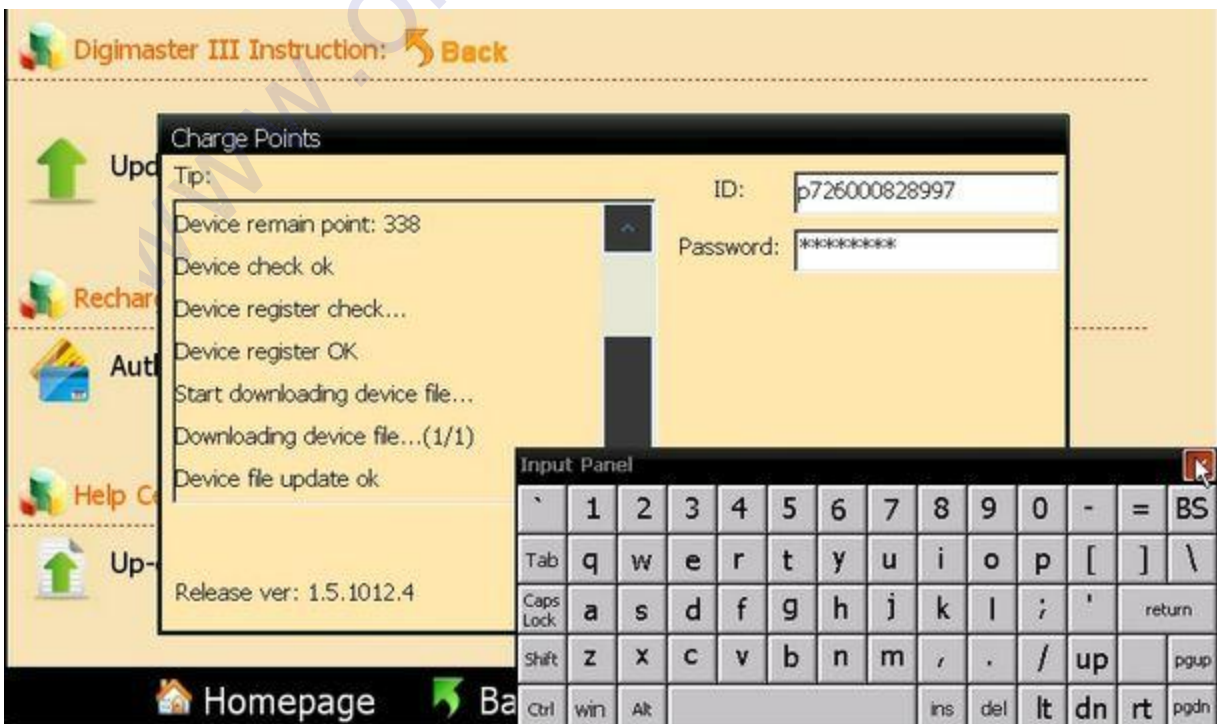 Digimaster III Instruction: Back
Upd
Charge Points
Tip:
Device remain point: 338
Device check ok
Device register check...
Device register OK
Start downloading device file...
Downloading device file...(1/1)
Device file update ok
Release ver: 1.5.1012.4
ID: p726000828997
Password: ********
Rechar
Auth
Help Ce
Up-
Input Panel
` 1 2 3 4 5 6 7 8 9 0 - = BS
Tab q w e r t y u i o p [ ] \
Caps Lock a s d f g h j k l ; ' return
Shift z x c v b n m , . / up pgup
Ctrl win Alt ins del lt dn rt pgdn
Homepage Ba
www.o